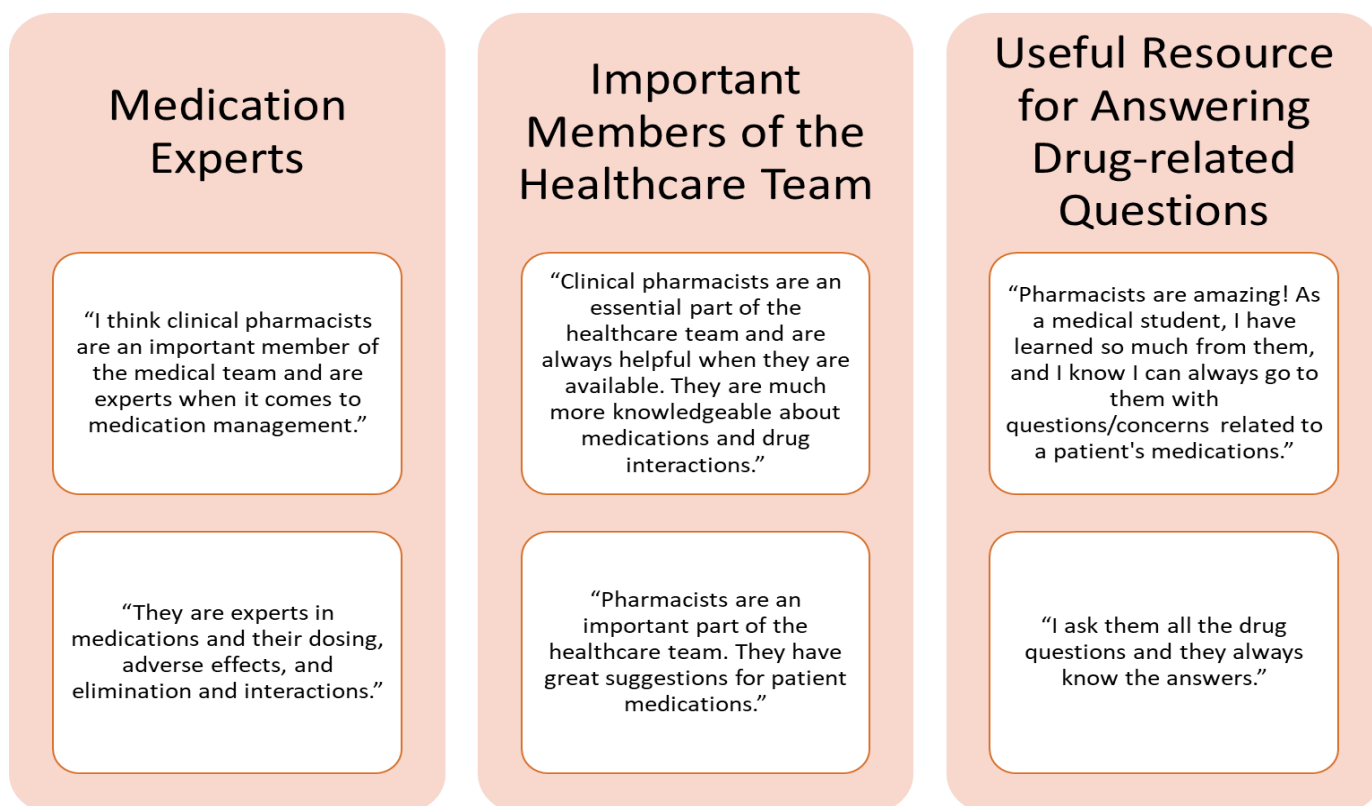 Medication
Experts
“I think clinical pharmacists
are an important member of
the medical team and are
experts when it comes to
medication management.”
“They are experts in
medications and their dosing,
adverse effects, and
elimination and interactions.”
Important
Members of the
Healthcare Team
“Clinical pharmacists are an
essential part of the
healthcare team and are
always helpful when they are
available. They are much
more knowledgeable about
medications and drug
interactions.”
“Pharmacists are an
important part of the
healthcare team. They have
great suggestions for patient
medications.”
Useful Resource
for Answering
Drug-related
Questions
“Pharmacists are amazing! As
a medical student, I have
learned so much from them,
and I know I can always go to
them with
questions/concerns related to
a patient's medications.”
“I ask them all the drug
questions and they always
know the answers.”